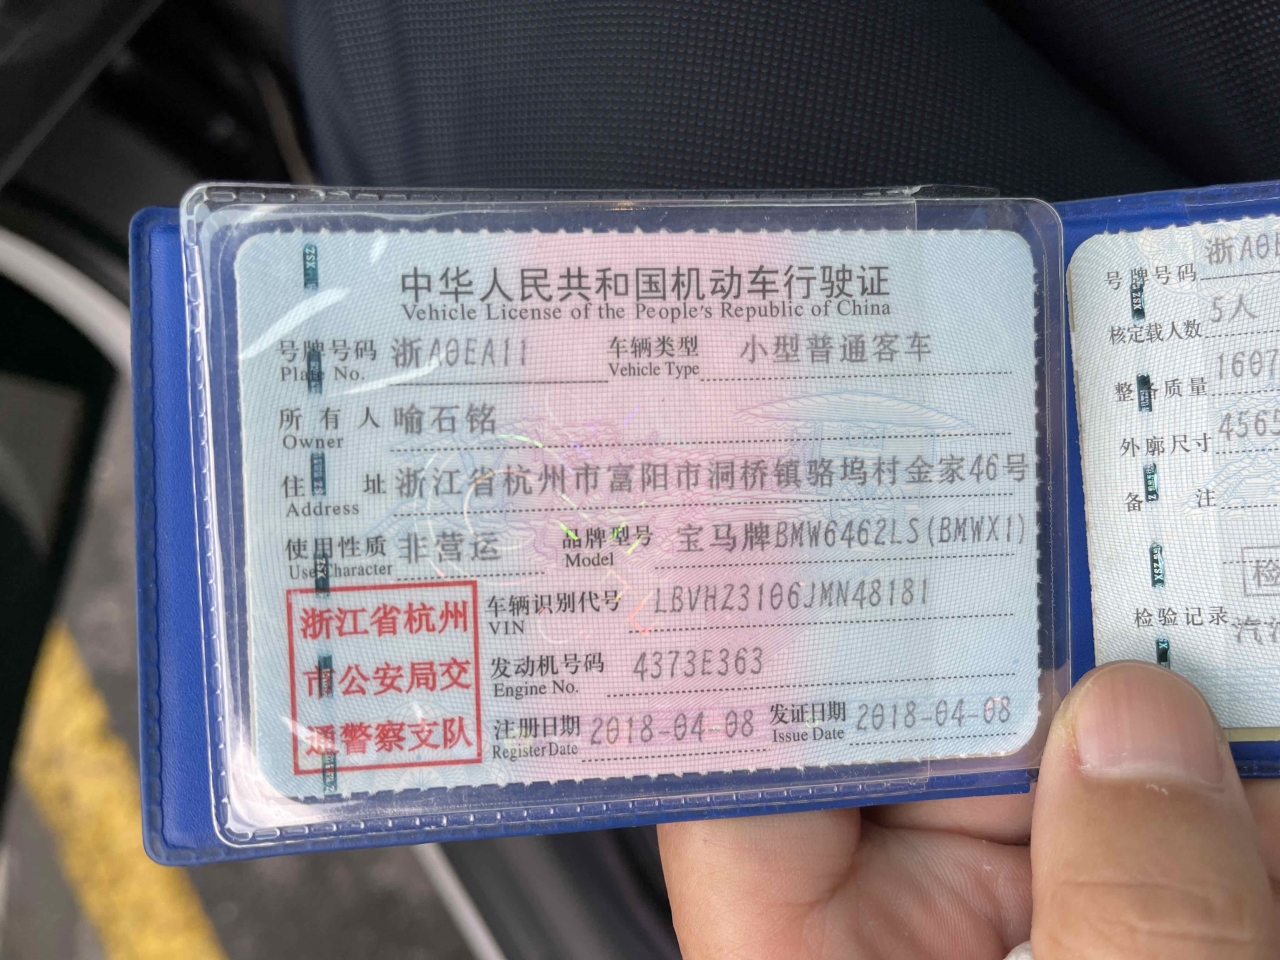 中华人民共和国机动车行驶证
Vehicle License of the People's Republic of China
号牌号码 浙A0EA11 车辆类型 小型普通客车
Plate No. Vehicle Type
所有人 喻石铭
Owner
住址 浙江省杭州市富阳市洞桥镇骆坞村金家46号
Address
使用性质 非营运 品牌型号 宝马牌BMW6462LS(BMWX1)
Use Character Model
浙江省杭州
市公安局交
通警察支队
车辆识别代号 LBVHZ3106JMN48181
VIN
发动机号码 4373E363
Engine No.
注册日期 2018-04-08 发证日期 2018-04-08
Register Date Issue Date
号牌号码 浙A0E
核定载人数 5人
整备质量 1607
外廓尺寸 4565
备注
检
检验记录 汽